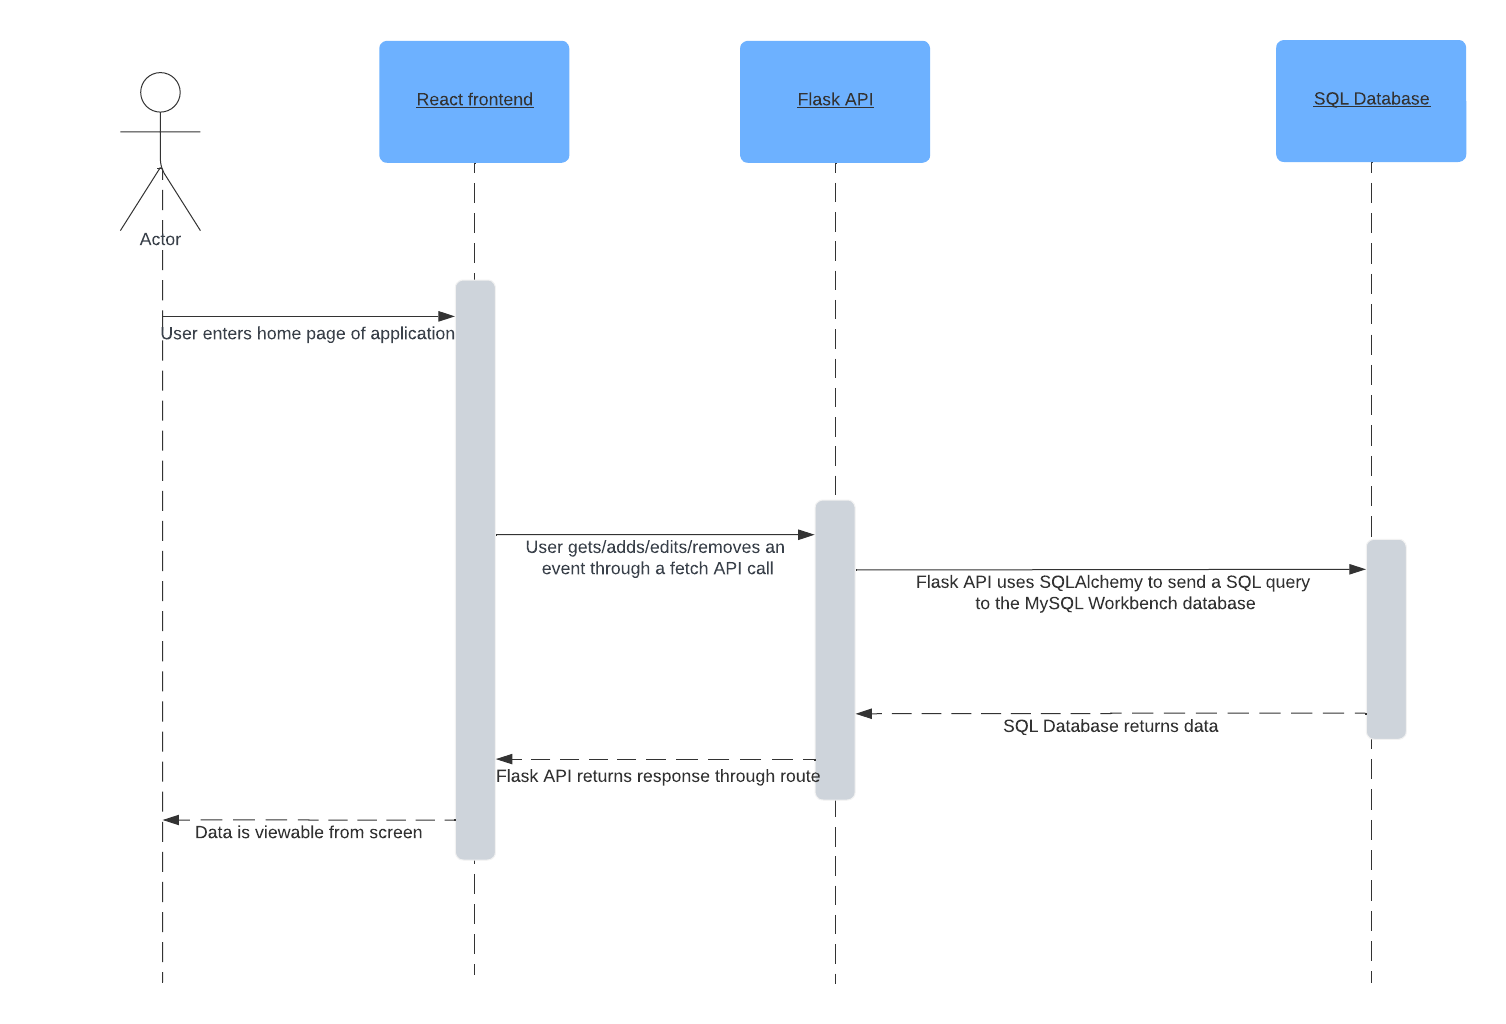 React frontend
Flask API
SQL Database
Actor
User enters home page of application
User gets/adds/edits/removes an
event through a fetch API call
Flask API uses SQLAlchemy to send a SQL query
to the MySQL Workbench database
SQL Database returns data
Flask API returns response through route
Data is viewable from screen